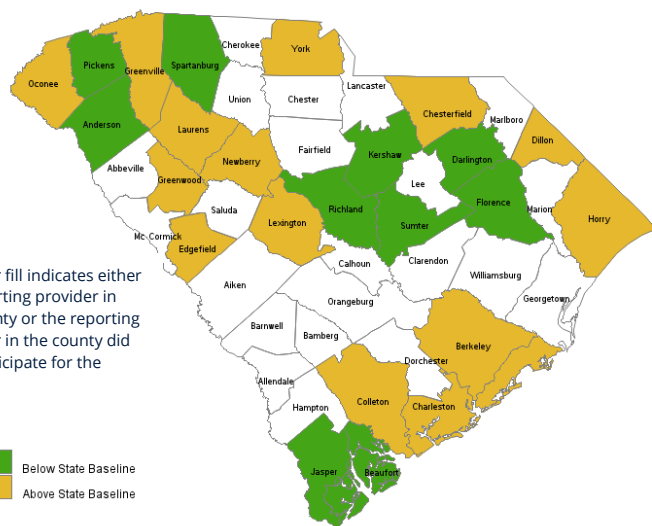 Cherokee
York
Pickens
Spartanburg
Greenville
Oconee
Lancaster
Union
Chester
Chesterfield
Marlboro
Anderson
Laurens
Dillon
Fairfield
Kershaw
Darlington
Newberry
Abbeville
Lee
Greenwood
Florence
Richland
Marion
Saluda
Sumter
Horry
Lexington
Mc Cormick
Edgefield
Clarendon
Calhoun
Williamsburg
Aiken
Georgetown
Orangeburg
Barnwell
Bamberg
Berkeley
Dorchester
Allendale
Colleton
Charleston
Hampton
Jasper
Beaufort
fill indicates either
rting provider in
nty or the reporting
r in the county did
icipate for the
Below State Baseline
Above State Baseline